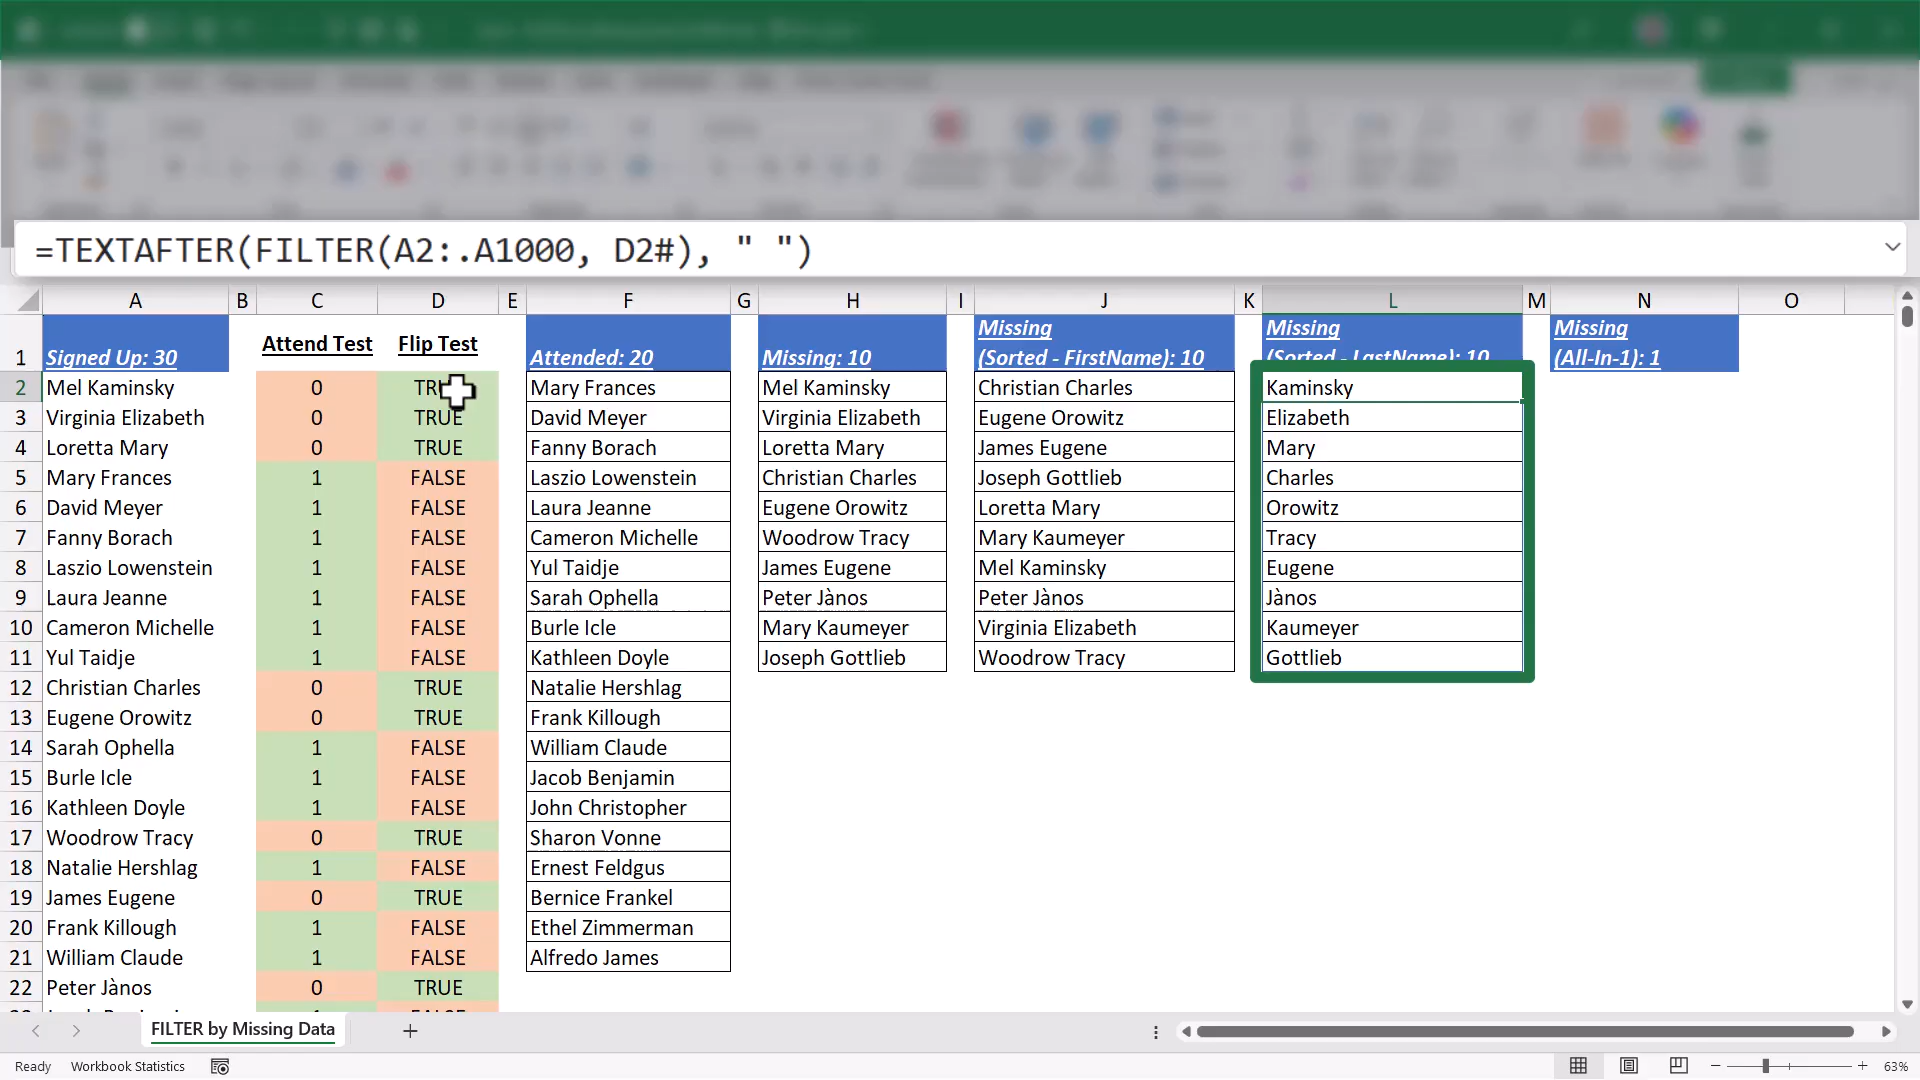 =TEXTAFTER(FILTER(A2:.A1000, D2#), " ")
A B C D E F G H I J K L M N O
1 Signed Up: 30 Attend Test Flip Test Attended: 20 Missing: 10 Missing (Sorted - FirstName): 10 Missing (Sorted - LastName): 10 Missing (All-In-1): 1
2 Mel Kaminsky 0 TRUE Mary Frances Mel Kaminsky Christian Charles Kaminsky
3 Virginia Elizabeth 0 TRUE David Meyer Virginia Elizabeth Eugene Orowitz Elizabeth
4 Loretta Mary 0 TRUE Fanny Borach Loretta Mary James Eugene Mary
5 Mary Frances 1 FALSE Laszio Lowenstein Christian Charles Joseph Gottlieb Charles
6 David Meyer 1 FALSE Laura Jeanne Eugene Orowitz Loretta Mary Orowitz
7 Fanny Borach 1 FALSE Cameron Michelle Woodrow Tracy Mary Kaumeyer Tracy
8 Laszio Lowenstein 1 FALSE Yul Taidje James Eugene Mel Kaminsky Eugene
9 Laura Jeanne 1 FALSE Sarah Ophella Peter Jànos Peter Jànos Jànos
10 Cameron Michelle 1 FALSE Burle Icle Mary Kaumeyer Virginia Elizabeth Kaumeyer
11 Yul Taidje 1 FALSE Kathleen Doyle Joseph Gottlieb Woodrow Tracy Gottlieb
12 Christian Charles 0 TRUE Natalie Hershlag
13 Eugene Orowitz 0 TRUE Frank Killough
14 Sarah Ophella 1 FALSE William Claude
15 Burle Icle 1 FALSE Jacob Benjamin
16 Kathleen Doyle 1 FALSE John Christopher
17 Woodrow Tracy 0 TRUE Sharon Vonne
18 Natalie Hershlag 1 FALSE Ernest Feldgus
19 James Eugene 0 TRUE Bernice Frankel
20 Frank Killough 1 FALSE Ethel Zimmerman
21 William Claude 1 FALSE Alfredo James
22 Peter Jànos 0 TRUE
FILTER by Missing Data
Ready Workbook Statistics 63%